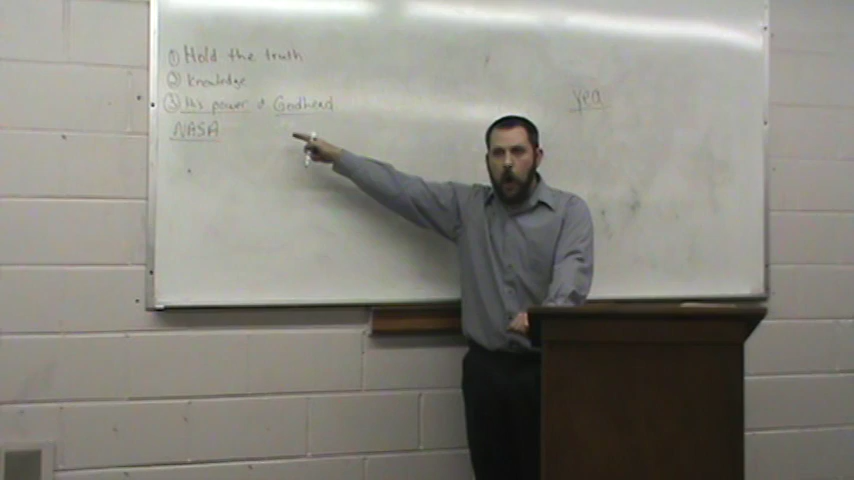 ① Hold the truth
② Knowledge
③ His power & Godhead
NASA
yea